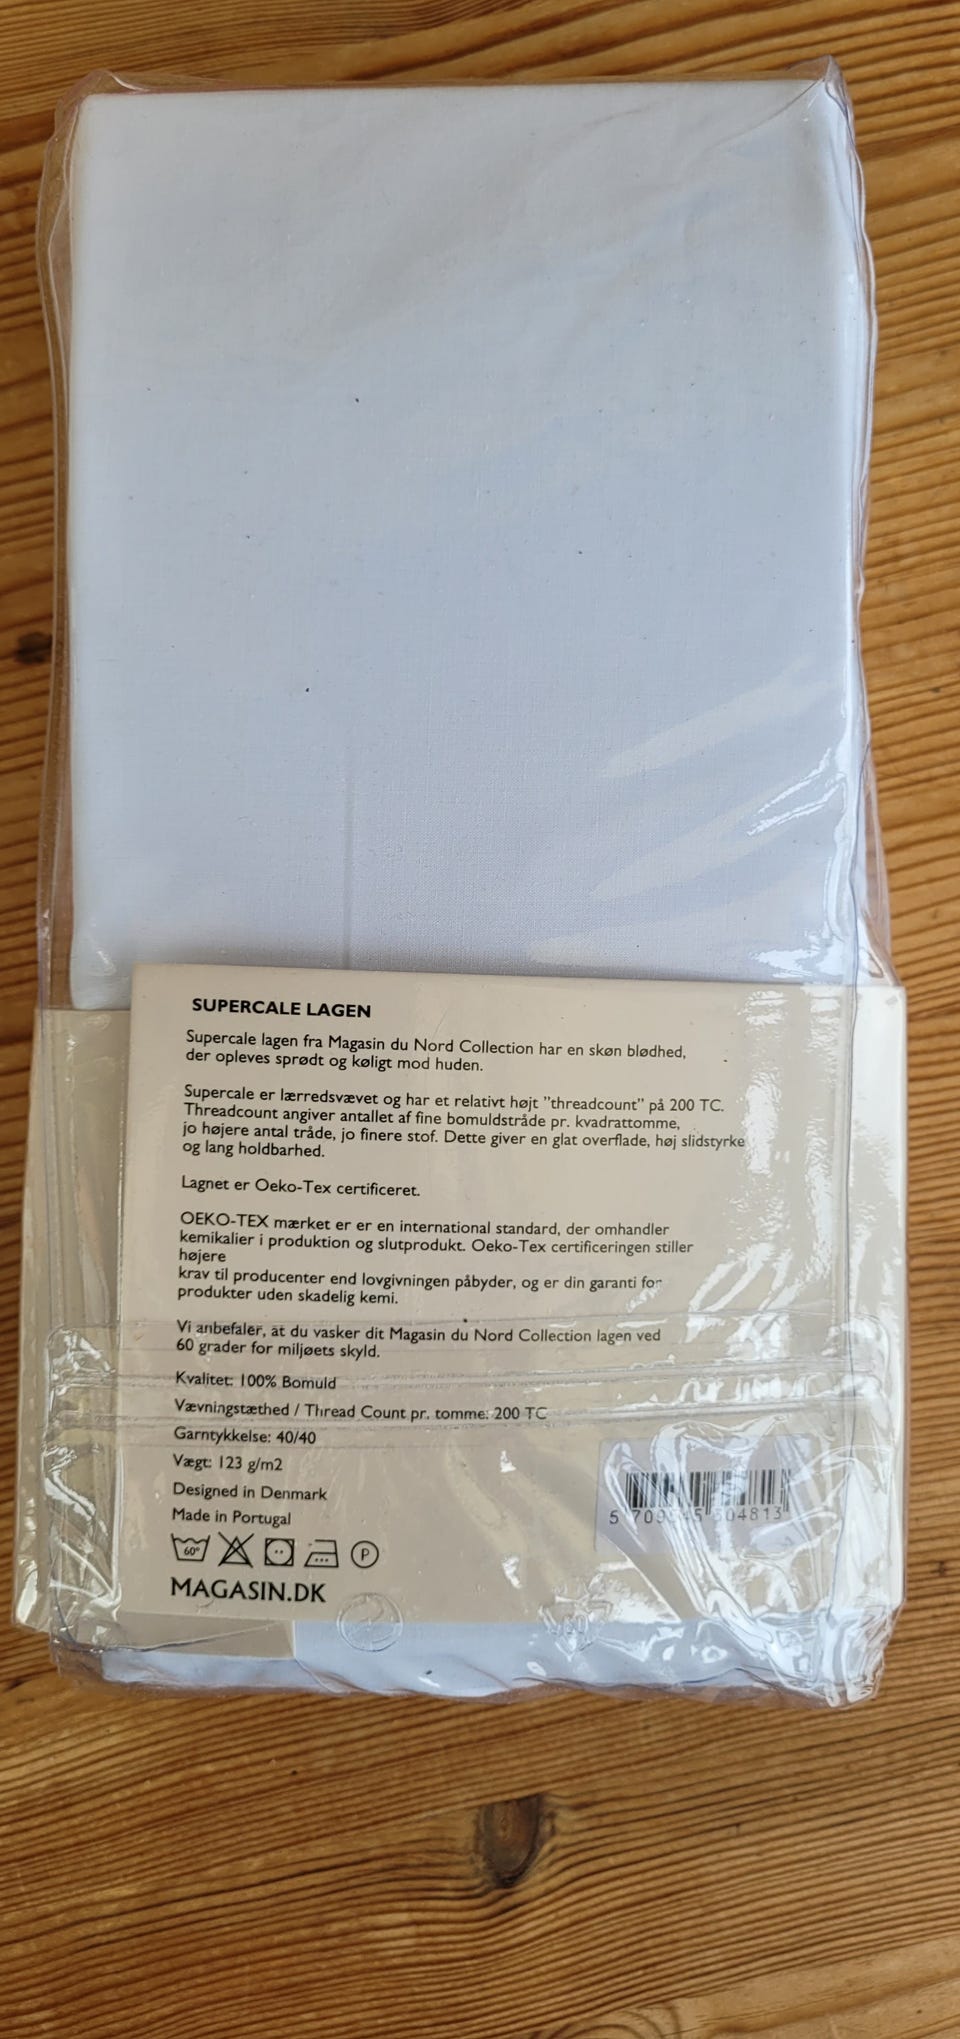 SUPERCALE LAGEN
Supercale lagen fra Magasin du Nord Collection har en skøn blødhed,
der opleves sprødt og køligt mod huden.
Supercale er lærredsvævet og har et relativt højt ”threadcount” på 200 TC.
Threadcount angiver antallet af fine bomuldstråde pr. kvadrattomme,
jo højere antal tråde, jo finere stof. Dette giver en glat overflade, høj slidstyrke
og lang holdbarhed.
Lagnet er Oeko-Tex certificeret.
OEKO-TEX mærket er er en international standard, der omhandler
kemikalier i produktion og slutprodukt. Oeko-Tex certificeringen stiller
højere
krav til producenter end lovgivningen påbyder, og er din garanti for
produkter uden skadelig kemi.
Vi anbefaler, at du vasker dit Magasin du Nord Collection lagen ved
60 grader for miljøets skyld.
Kvalitet: 100% Bomuld
Vævningstæthed / Thread Count pr. tomme: 200 TC
Garntykkelse: 40/40
Vægt: 123 g/m2
Designed in Denmark
Made in Portugal
60° P
MAGASIN.DK